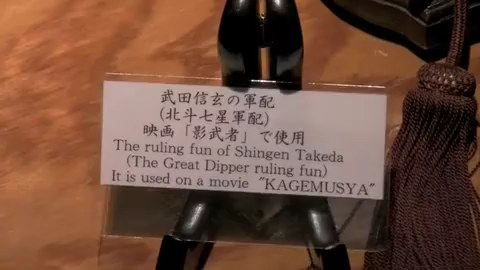 武田信玄の軍配
(北斗七星軍配)
映画「影武者」で使用
The ruling fun of Shingen Takeda
(The Great Dipper ruling fun)
It is used on a movie "KAGEMUSYA"